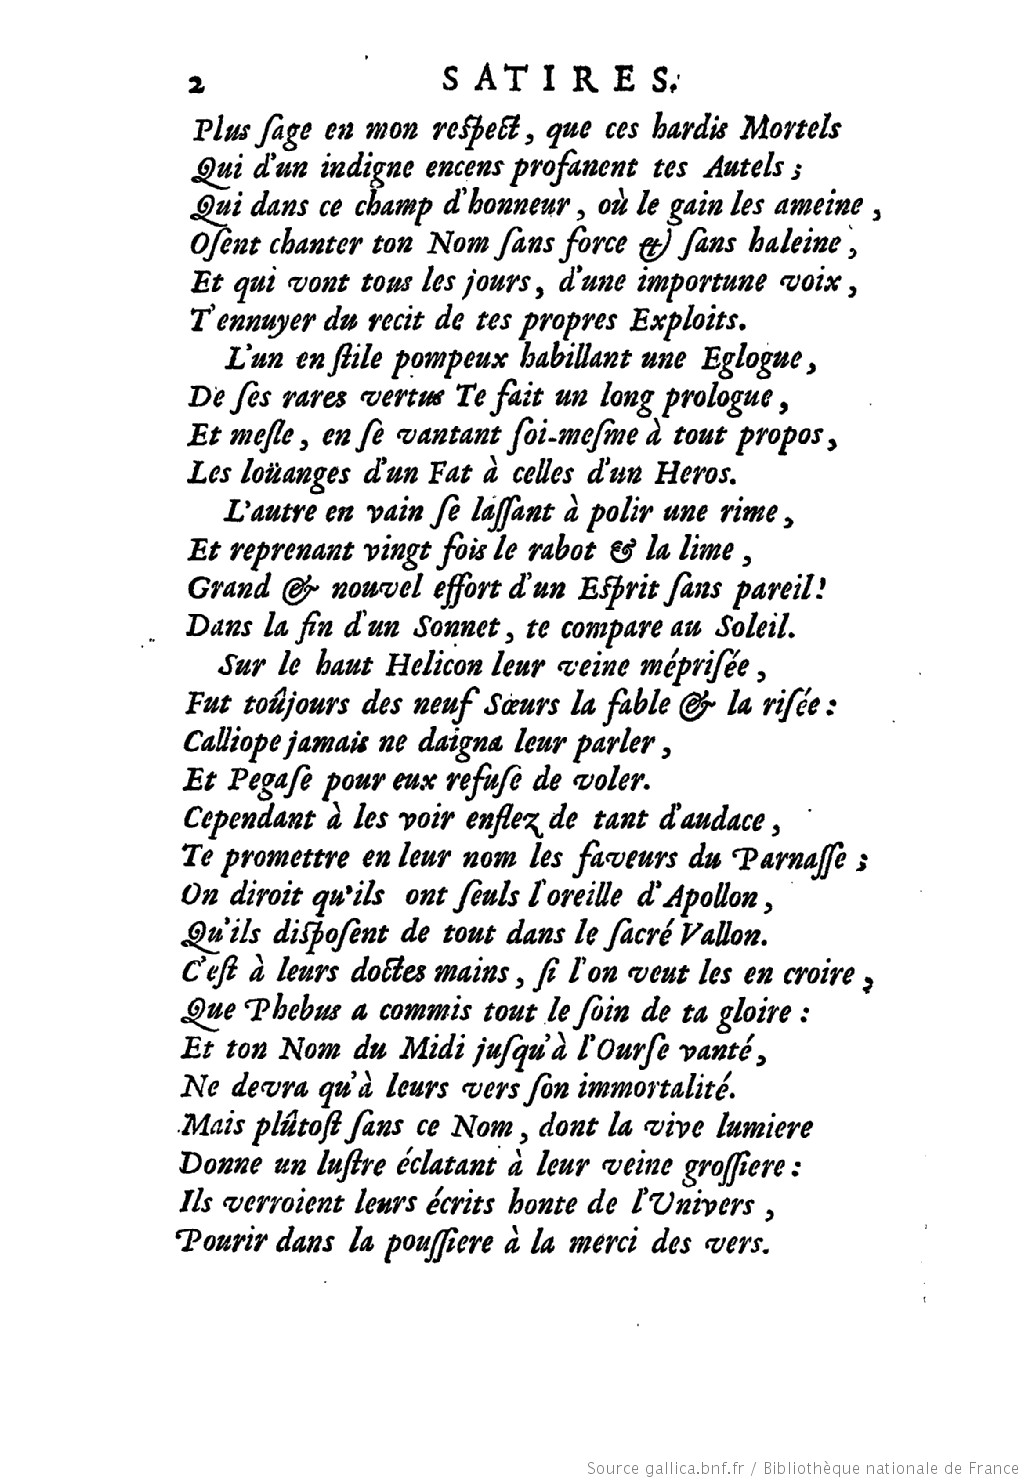 2 SATIRES.
Plus ſage en mon reſpect, que ces hardis Mortels
Qui d'un indigne encens profanent tes Autels ;
Qui dans ce champ d'honneur, où le gain les ameine,
Oſent chanter ton Nom ſans force & ſans haleine ;
Et qui vont tous les jours, d'une importune voix,
T'ennuyer du recit de tes propres Exploits.
L'un en ſtile pompeux habillant une Eglogue,
De ſes rares vertus Te fait un long prologue,
Et meſle, en ſe vantant ſoi-meſme à tout propos,
Les loüanges d'un Fat à celles d'un Heros.
L'autre en vain ſe laſſant à polir une rime,
Et reprenant vingt fois le rabot & la lime,
Grand & nouvel effort d'un Eſprit ſans pareil!
Dans la fin d'un Sonnet, te compare au Soleil.
Sur le haut Helicon leur veine mépriſée,
Fut toûjours des neuf Sœurs la fable & la riſée :
Calliope jamais ne daigna leur parler,
Et Pegaſe pour eux refuſe de voler.
Cependant à les voir enflez de tant d'audace,
Te promettre en leur nom les faveurs du Parnaſſe ;
On diroit qu'ils ont ſeuls l'oreille d'Apollon,
Qu'ils diſpoſent de tout dans le ſacré Vallon.
C'eſt à leurs doctes mains, ſi l'on veut les en croire,
Que Phebus a commis tout le ſoin de ta gloire :
Et ton Nom du Midi juſqu'à l'Ourſe vanté,
Ne devra qu'à leurs vers ſon immortalité.
Mais plûtoſt ſans ce Nom, dont la vive lumiere
Donne un luſtre éclatant à leur veine groſſiere :
Ils verroient leurs écrits honte de l'Univers,
Pourir dans la pouſſiere à la merci des vers.
Source gallica.bnf.fr / Bibliothèque nationale de France